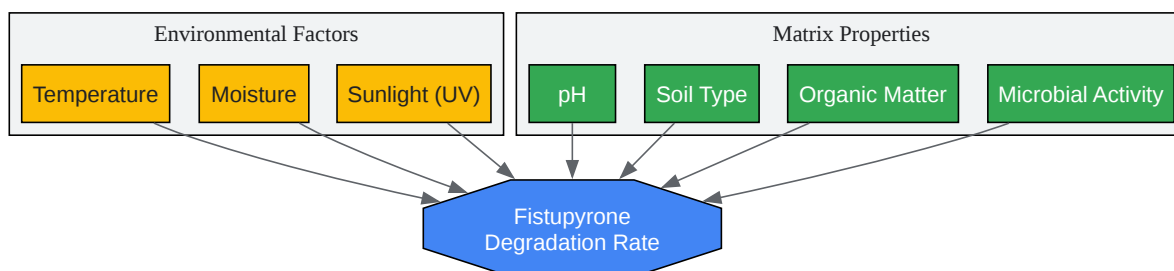 Environmental Factors
Matrix Properties
Temperature
Moisture
Sunlight (UV)
pH
Soil Type
Organic Matter
Microbial Activity
Fistupyrone
Degradation Rate